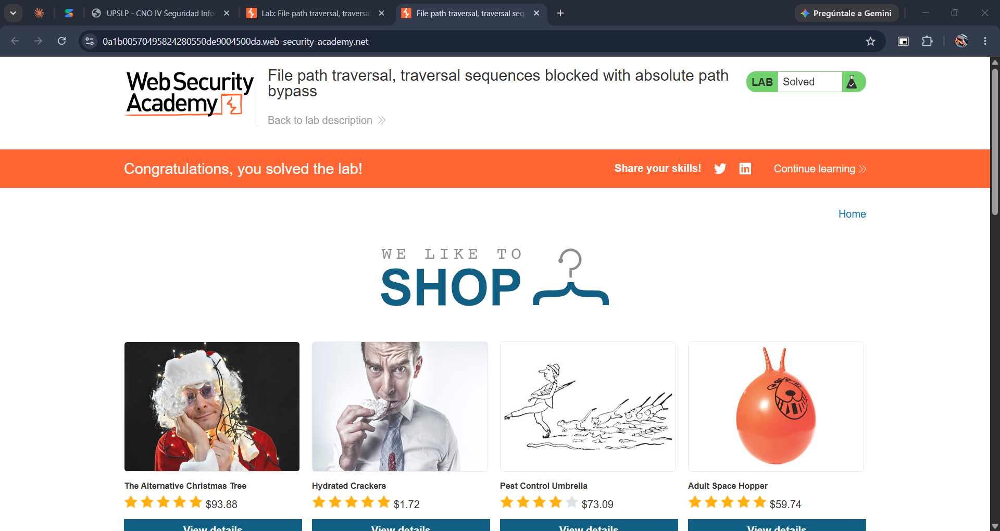 UPSLP - CNO IV Seguridad Info
Lab: File path traversal, traversa
File path traversal, traversal seq
Pregúntale a Gemini
0a1b00570495824280550de9004500da.web-security-academy.net
Web Security
Academy
File path traversal, traversal sequences blocked with absolute path
bypass
LAB Solved
Back to lab description
Congratulations, you solved the lab!
Share your skills!
Continue learning
Home
WE LIKE TO
SHOP
The Alternative Christmas Tree
$93.88
View details
Hydrated Crackers
$1.72
View details
Pest Control Umbrella
$73.09
View details
Adult Space Hopper
$59.74
View details